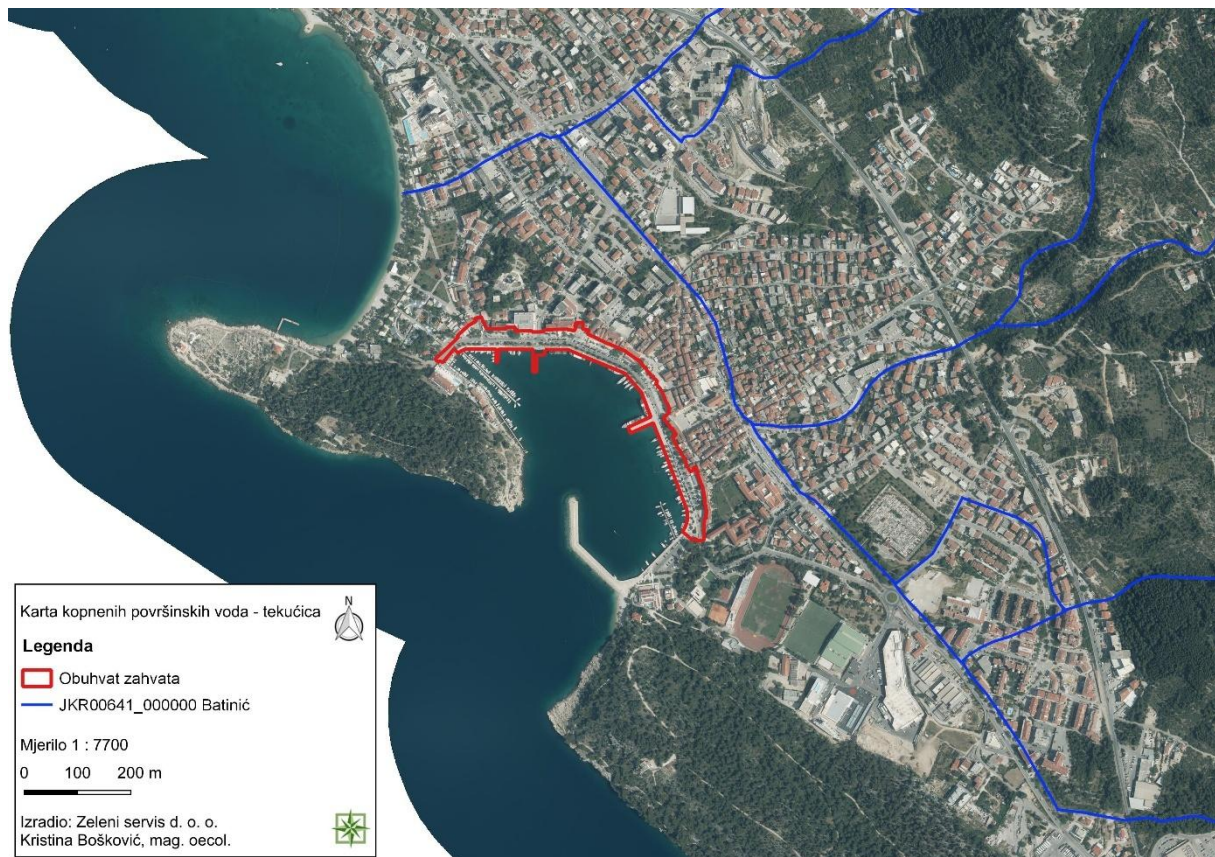 Karta kopnenih površinskih voda - tekućica
N
Legenda
Obuhvat zahvata
JKR00641_000000 Batinić
Mjerilo 1 : 7700
0 100 200 m
Izradio: Zeleni servis d. o. o.
Kristina Bošković, mag. oecol.